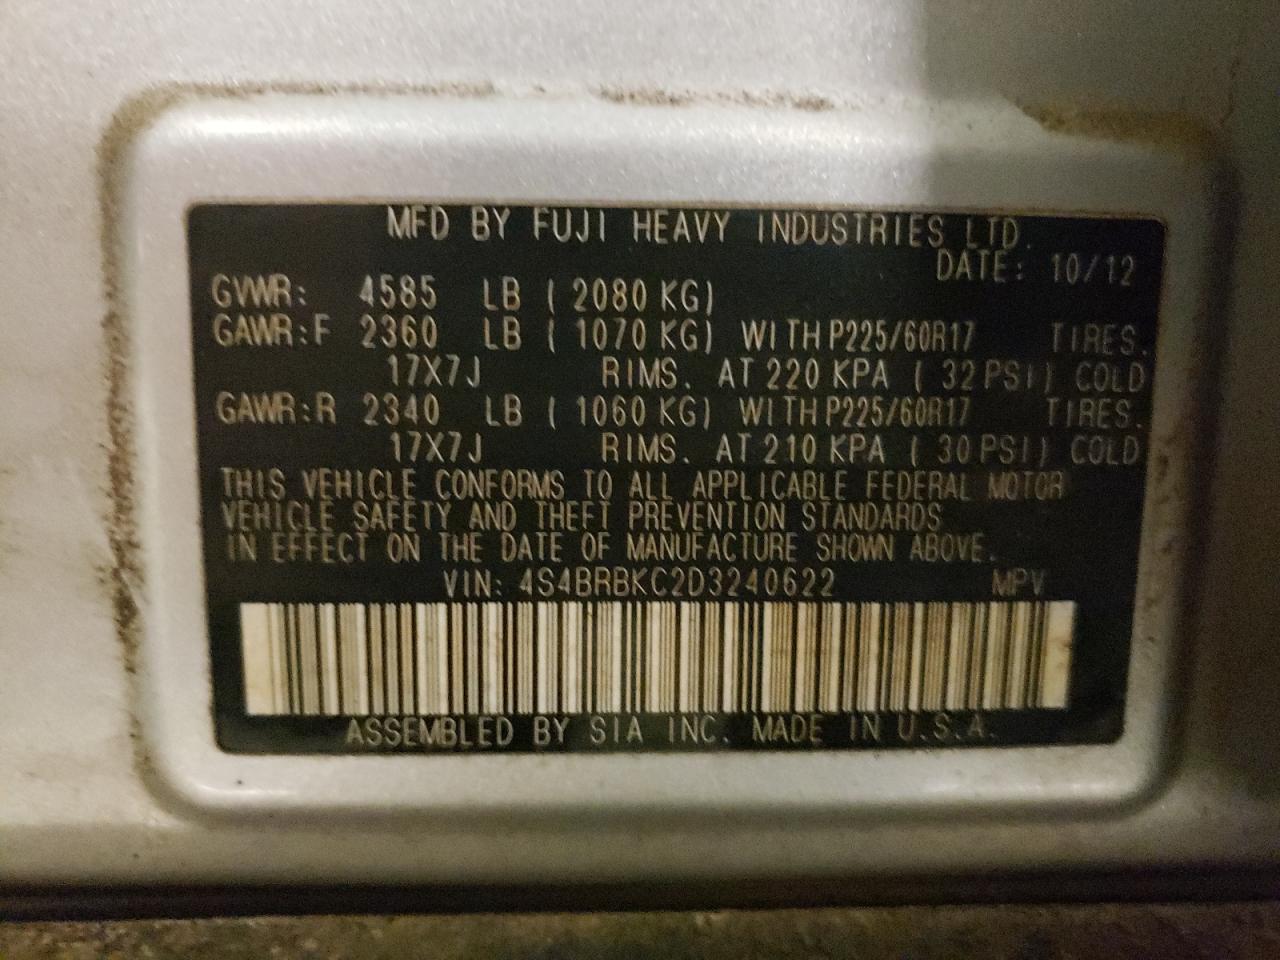 MFD BY FUJI HEAVY INDUSTRIES LTD.
DATE: 10/12
GVWR: 4585 LB ( 2080 KG)
GAWR:F 2360 LB ( 1070 KG) WITH P225/60R17 TIRES.
17X7J RIMS. AT 220 KPA ( 32 PSI) COLD
GAWR:R 2340 LB ( 1060 KG) WITH P225/60R17 TIRES.
17X7J RIMS. AT 210 KPA ( 30 PSI) COLD
THIS VEHICLE CONFORMS TO ALL APPLICABLE FEDERAL MOTOR
VEHICLE SAFETY AND THEFT PREVENTION STANDARDS
IN EFFECT ON THE DATE OF MANUFACTURE SHOWN ABOVE.
VIN: 4S4BRBKC2D3240622 MPV
ASSEMBLED BY SIA INC. MADE IN U.S.A.